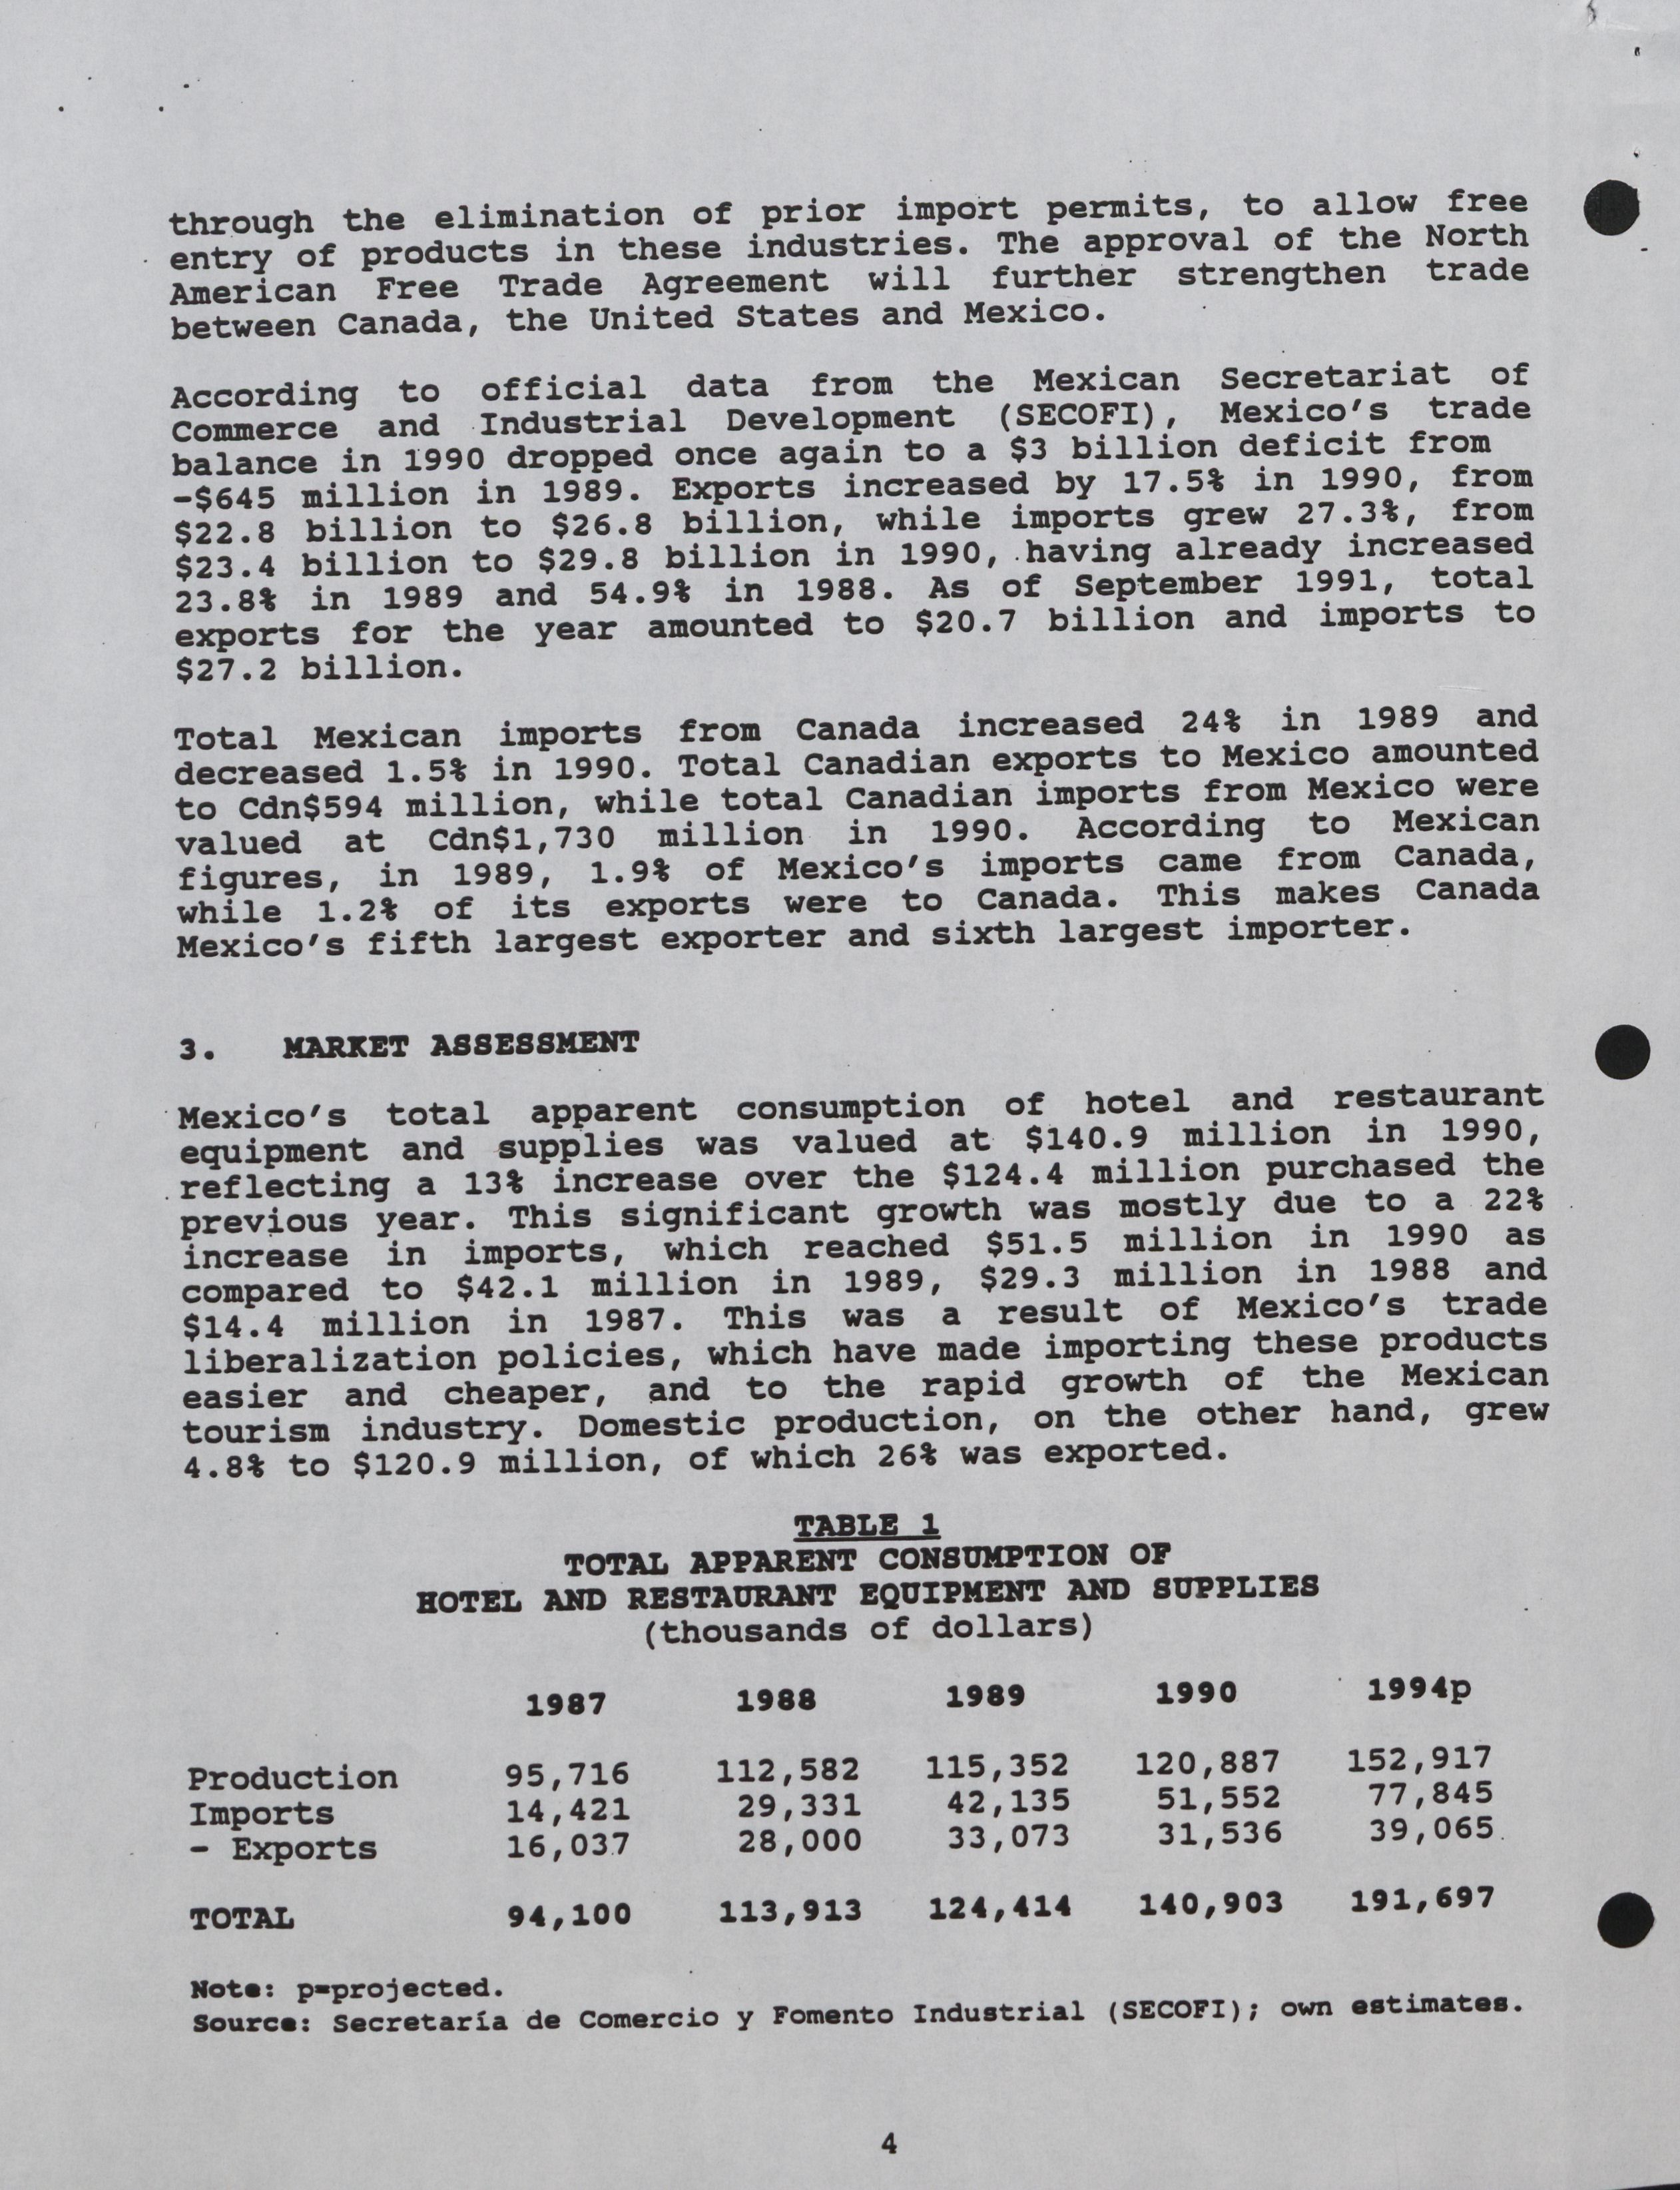 through the elimination of prior import permits, to allow free
entry of products in these industries. The approval of the North
American Free Trade Agreement will further strengthen trade
between Canada, the United States and Mexico.
According to official data from the Mexican Secretariat of
Commerce and Industrial Development (SECOFI), Mexico's trade
balance in 1990 dropped once again to a $3 billion deficit from
-$645 million in 1989. Exports increased by 17.5% in 1990, from
$22.8 billion to $26.8 billion, while imports grew 27.3%, from
$23.4 billion to $29.8 billion in 1990, having already increased
23.8% in 1989 and 54.9% in 1988. As of September 1991, total
exports for the year amounted to $20.7 billion and imports to
$27.2 billion.
Total Mexican imports from Canada increased 24% in 1989 and
decreased 1.5% in 1990. Total Canadian exports to Mexico amounted
to Cdn$594 million, while total Canadian imports from Mexico were
valued at Cdn$1,730 million in 1990. According to Mexican
figures, in 1989, 1.9% of Mexico's imports came from Canada,
while 1.2% of its exports were to Canada. This makes Canada
Mexico's fifth largest exporter and sixth largest importer.
3. MARKET ASSESSMENT
Mexico's total apparent consumption of hotel and restaurant
equipment and supplies was valued at $140.9 million in 1990,
reflecting a 13% increase over the $124.4 million purchased the
previous year. This significant growth was mostly due to a 22%
increase in imports, which reached $51.5 million in 1990 as
compared to $42.1 million in 1989, $29.3 million in 1988 and
$14.4 million in 1987. This was a result of Mexico's trade
liberalization policies, which have made importing these products
easier and cheaper, and to the rapid growth of the Mexican
tourism industry. Domestic production, on the other hand, grew
4.8% to $120.9 million, of which 26% was exported.
TABLE 1
TOTAL APPARENT CONSUMPTION OF
HOTEL AND RESTAURANT EQUIPMENT AND SUPPLIES
(thousands of dollars)
1987 1988 1989 1990 1994p
Production 95,716 112,582 115,352 120,887 152,917
Imports 14,421 29,331 42,135 51,552 77,845
- Exports 16,037 28,000 33,073 31,536 39,065
TOTAL 94,100 113,913 124,414 140,903 191,697
Note: p=projected.
Source: Secretaría de Comercio y Fomento Industrial (SECOFI); own estimates.
4